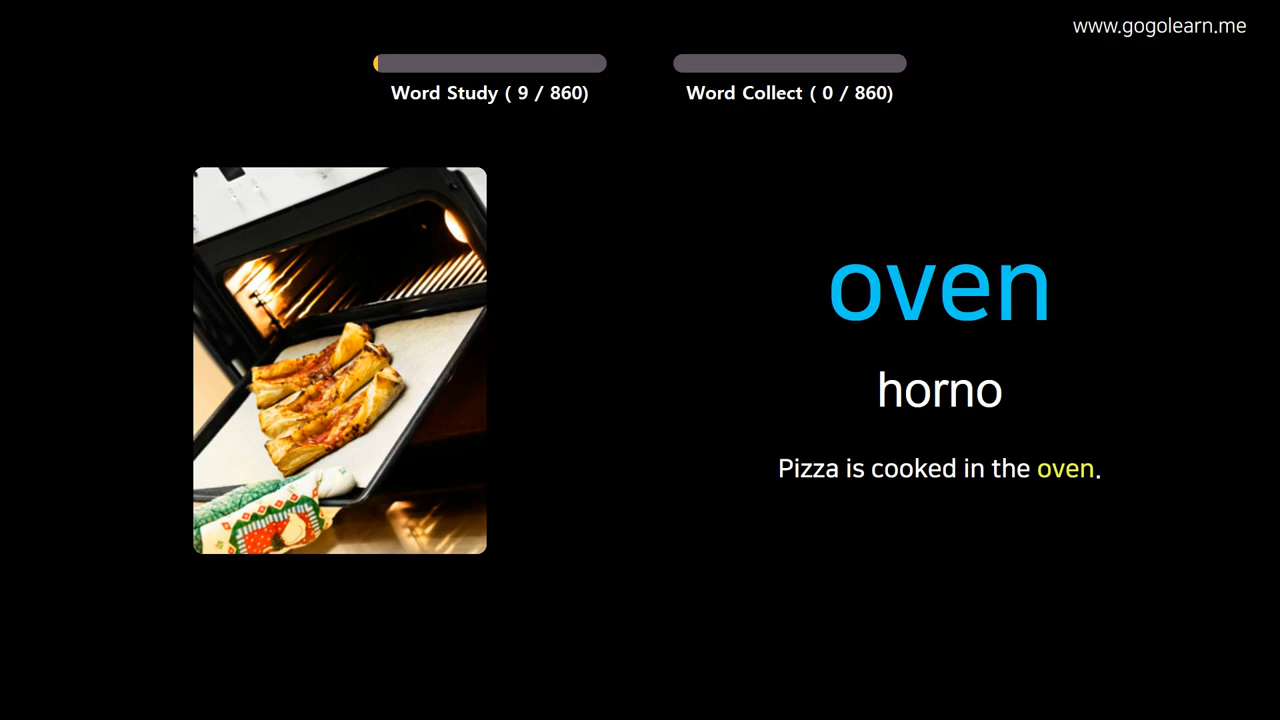 www.gogolearn.me
Word Study ( 9 / 860)
Word Collect ( 0 / 860)
oven
horno
Pizza is cooked in the oven.